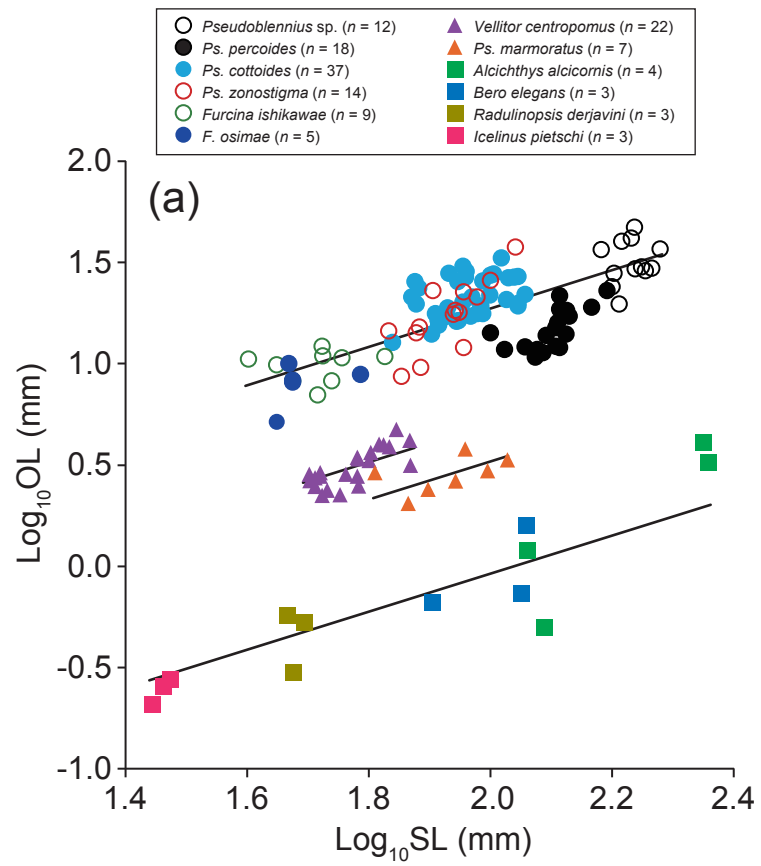 Pseudoblennius sp. (n = 12)
Ps. percoides (n = 18)
Ps. cottoides (n = 37)
Ps. zonostigma (n = 14)
Furcina ishikawae (n = 9)
F. osimae (n = 5)
Vellitor centropomus (n = 22)
Ps. marmoratus (n = 7)
Alcichthys alcicornis (n = 4)
Bero elegans (n = 3)
Radulinopsis derjavini (n = 3)
Icelinus pietschi (n = 3)
(a)
Log₁₀OL (mm)
2.0
1.5
1.0
0.5
0.0
-0.5
-1.0
1.4 1.6 1.8 2.0 2.2 2.4
Log₁₀SL (mm)